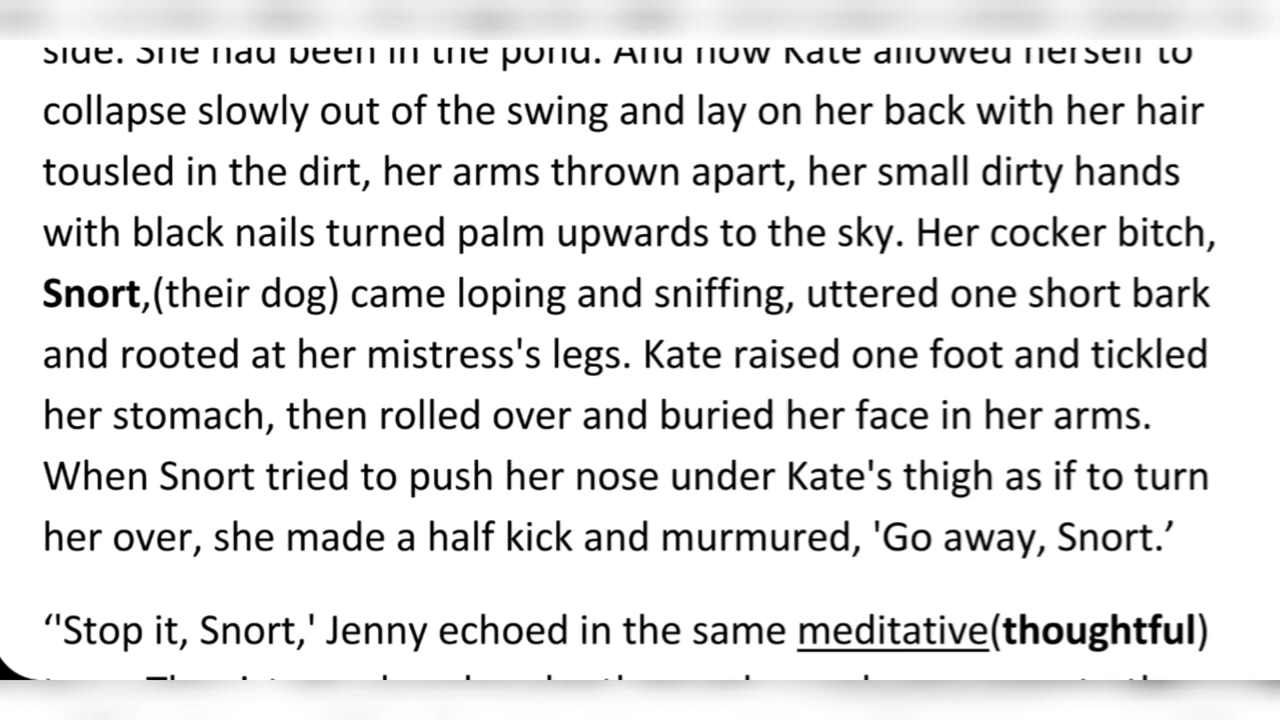 side. She had been in the pond. And now Kate allowed herself to
collapse slowly out of the swing and lay on her back with her hair
tousled in the dirt, her arms thrown apart, her small dirty hands
with black nails turned palm upwards to the sky. Her cocker bitch,
Snort,(their dog) came loping and sniffing, uttered one short bark
and rooted at her mistress's legs. Kate raised one foot and tickled
her stomach, then rolled over and buried her face in her arms.
When Snort tried to push her nose under Kate's thigh as if to turn
her over, she made a half kick and murmured, 'Go away, Snort.’
‘'Stop it, Snort,' Jenny echoed in the same meditative(thoughtful)